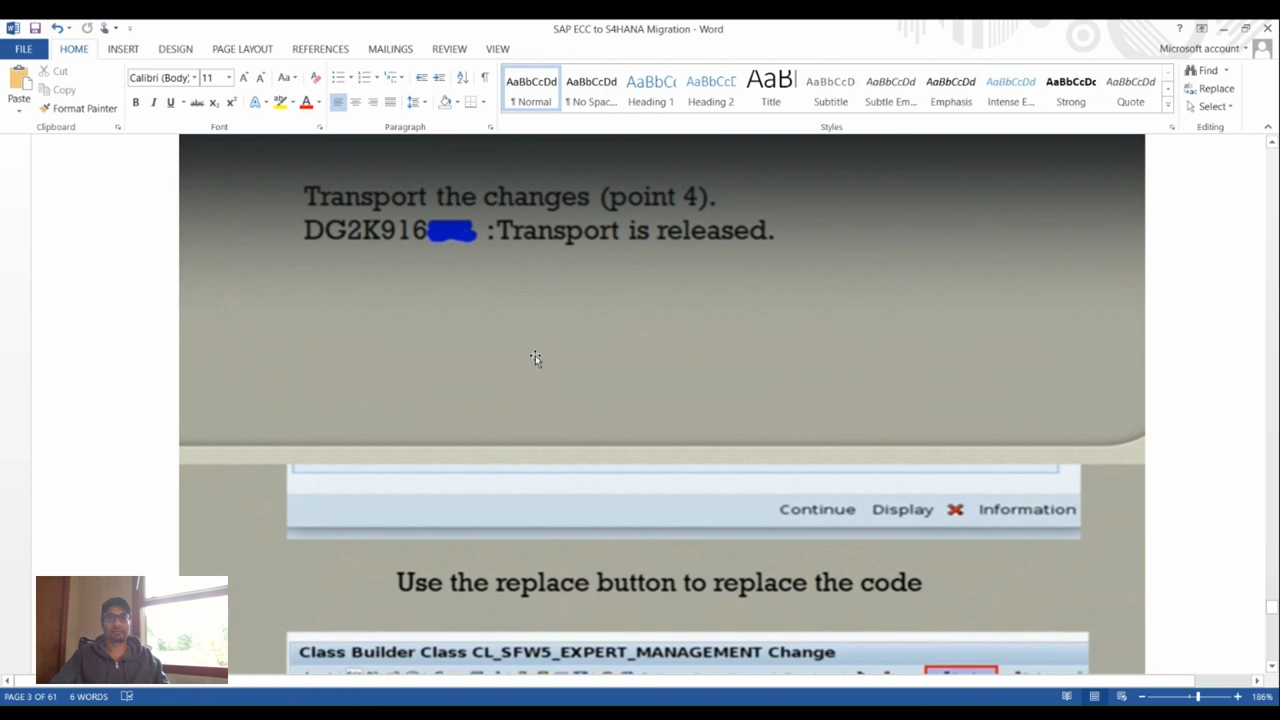 SAP ECC to S4HANA Migration - Word
FILE
HOME
INSERT
DESIGN
PAGE LAYOUT
REFERENCES
MAILINGS
REVIEW
VIEW
Microsoft account
Paste
Cut
Copy
Format Painter
Clipboard
Calibri (Body)
11
Font
Paragraph
AaBbCcDd
¶ Normal
AaBbCcDd
¶ No Spac...
AaBbCc
Heading 1
AaBbCcD
Heading 2
AaB
Title
AaBbCcD
Subtitle
AaBbCcDd
Subtle Em...
AaBbCcDd
Emphasis
AaBbCcDd
Intense E...
AaBbCcDc
Strong
AaBbCcDd
Quote
Styles
Find
Replace
Select
Editing
Transport the changes (point 4).
DG2K916 :Transport is released.
Continue Display Information
Use the replace button to replace the code
Class Builder Class CL_SFW5_EXPERT_MANAGEMENT Change
PAGE 3 OF 61
6 WORDS
186%